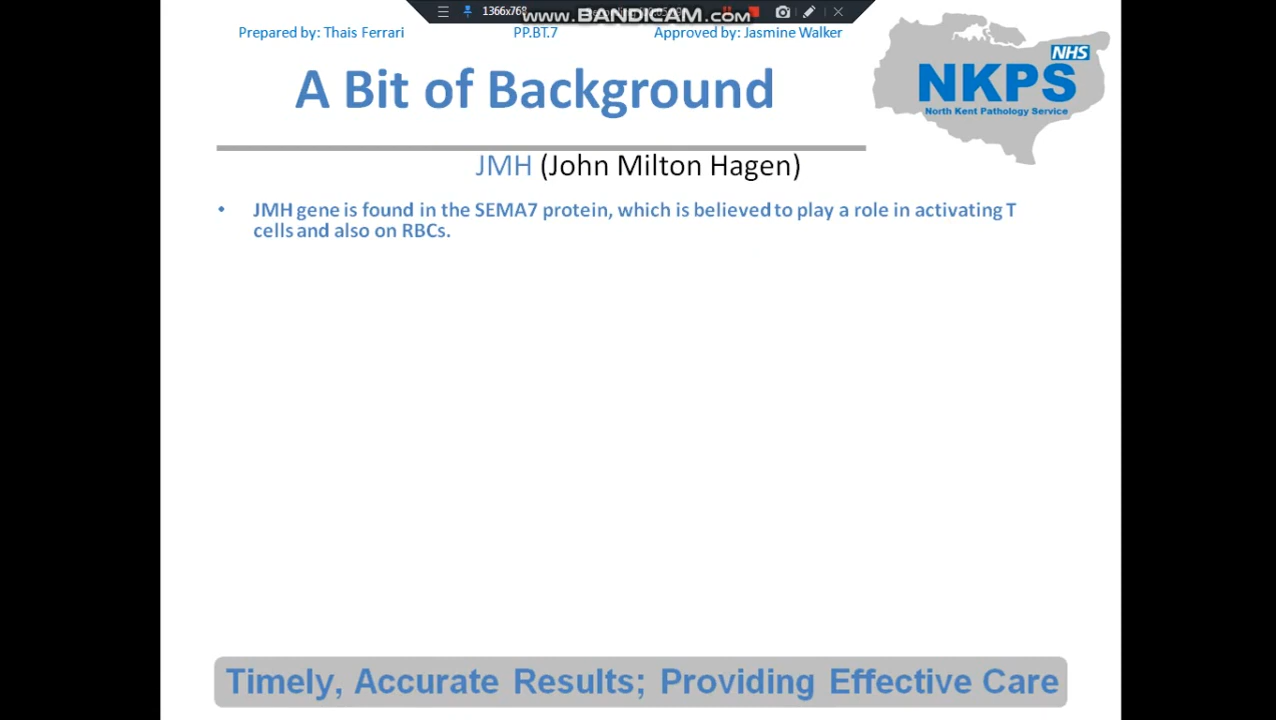 1366x768
www.BANDICAM.com
Prepared by: Thais Ferrari PP.BT.7 Approved by: Jasmine Walker
NHS
A Bit of Background
NKPS
North Kent Pathology Service
JMH (John Milton Hagen)
• JMH gene is found in the SEMA7 protein, which is believed to play a role in activating T
cells and also on RBCs.
Timely, Accurate Results; Providing Effective Care